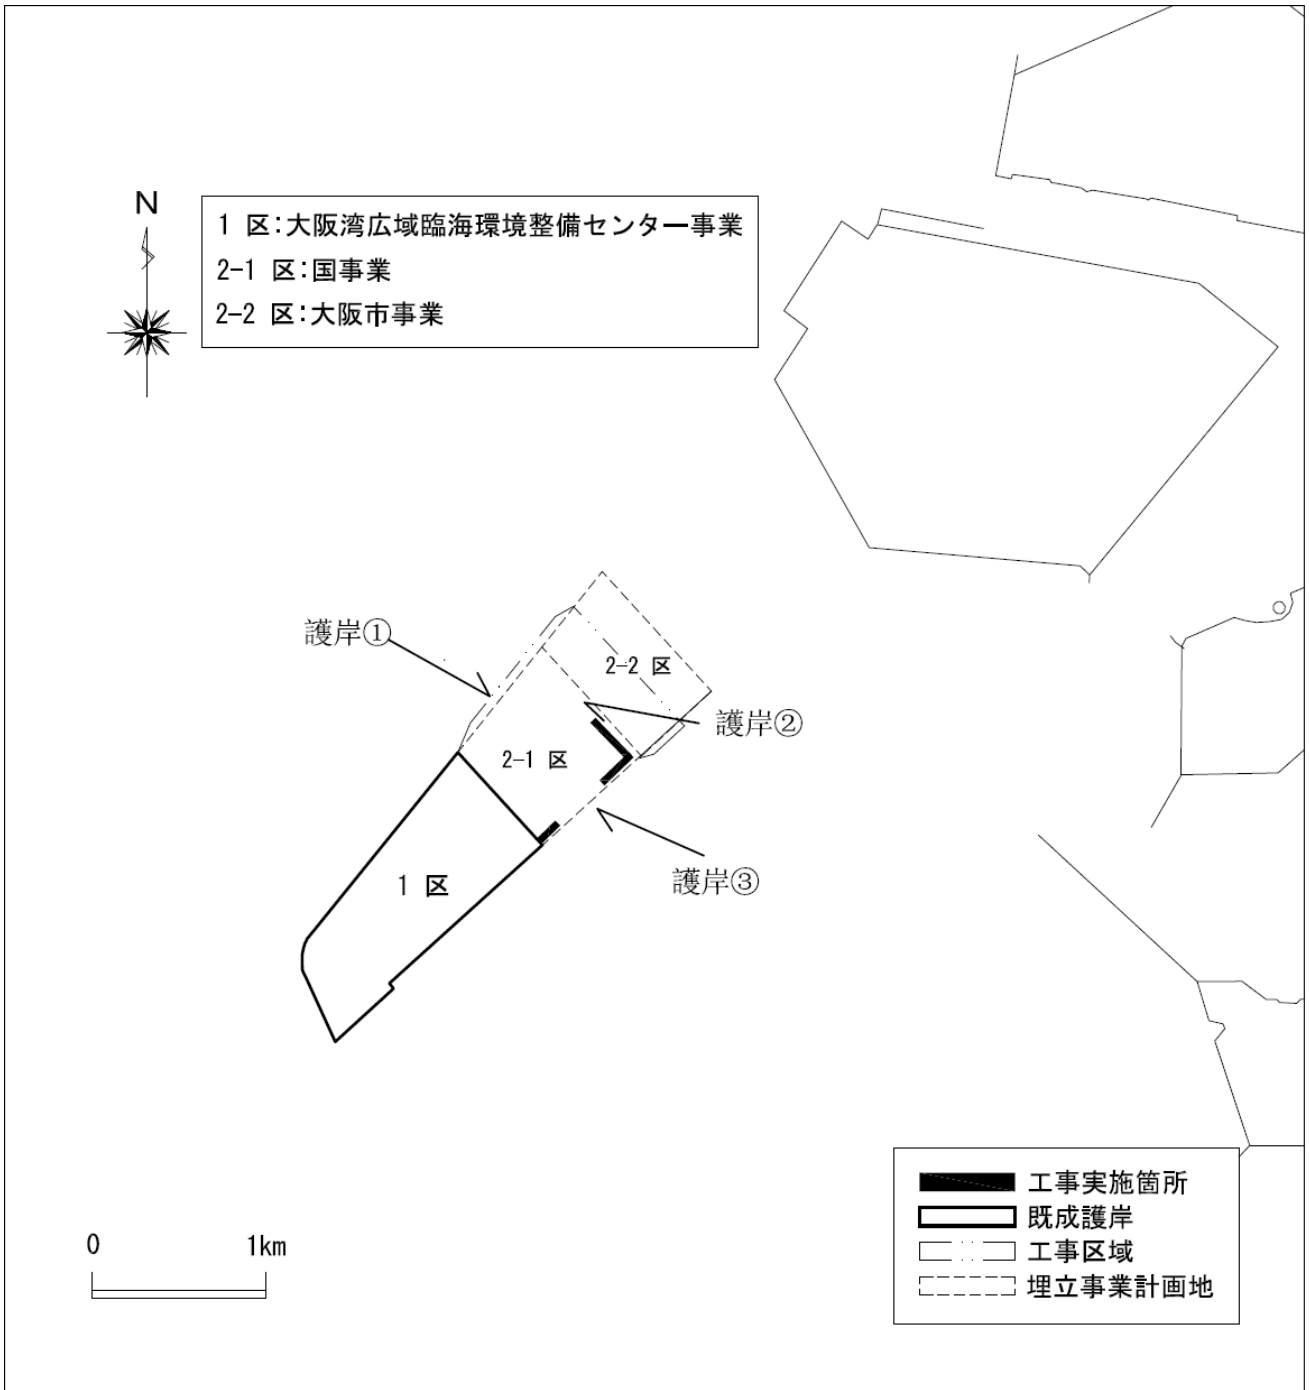 N
1 区:大阪湾広域臨海環境整備センター事業
2-1 区:国事業
2-2 区:大阪市事業
護岸①
2-2 区
護岸②
2-1 区
護岸③
1 区
工事実施箇所
既成護岸
工事区域
埋立事業計画地
0 1km